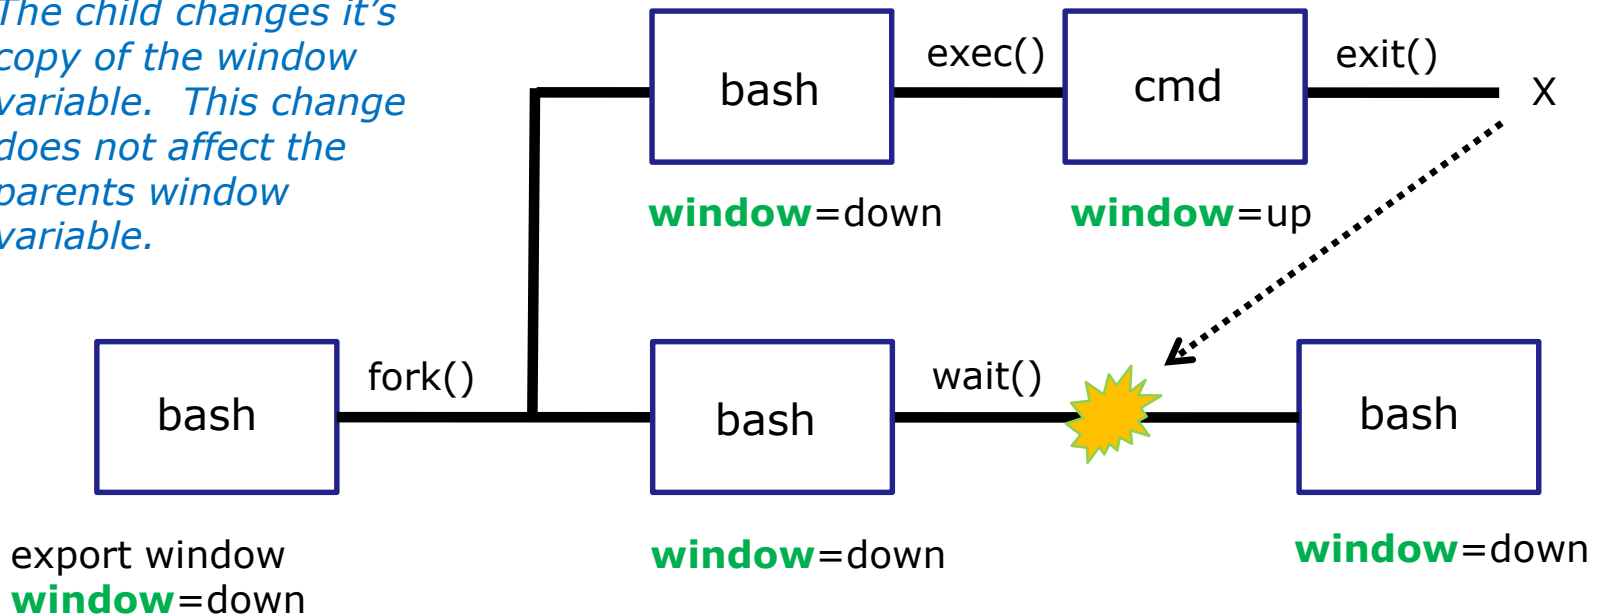 The child changes it's
copy of the window
variable. This change
does not affect the
parents window
variable.
bash
exec()
cmd
exit()
X
window=down
window=up
bash
fork()
bash
wait()
bash
export window
window=down
window=down
window=down